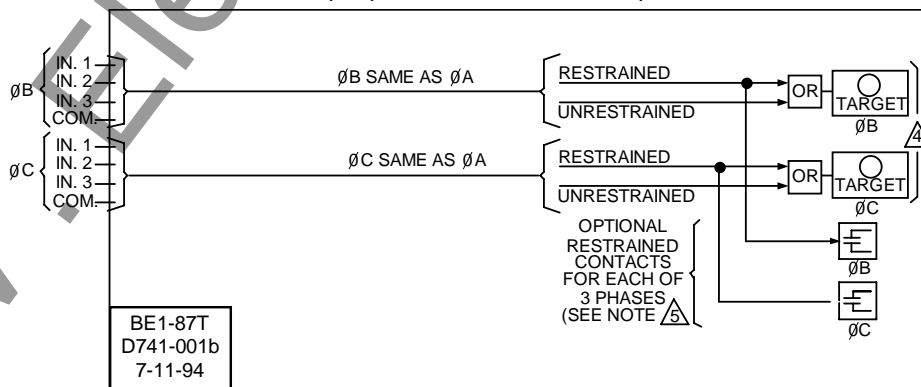 ØB
IN. 1
IN. 2
IN. 3
COM.
ØB SAME AS ØA
RESTRAINED
UNRESTRAINED
OR
TARGET
ØB
4
ØC
IN. 1
IN. 2
IN. 3
COM.
ØC SAME AS ØA
RESTRAINED
UNRESTRAINED
OR
TARGET
ØC
OPTIONAL
RESTRAINED
CONTACTS
FOR EACH OF
3 PHASES
(SEE NOTE 5)
ØB
ØC
BE1-87T
D741-001b
7-11-94